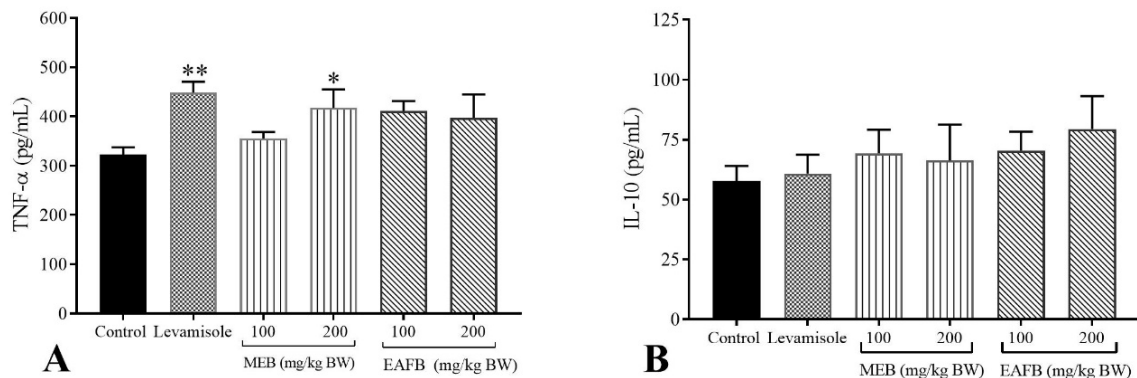 600
500
400
300
200
100
0
TNF-α (pg/mL)
**
*
Control Levamisole 100 200 100 200
MEB (mg/kg BW) EAFB (mg/kg BW)
A
125
100
75
50
25
0
IL-10 (pg/mL)
Control Levamisole 100 200 100 200
MEB (mg/kg BW) EAFB (mg/kg BW)
B